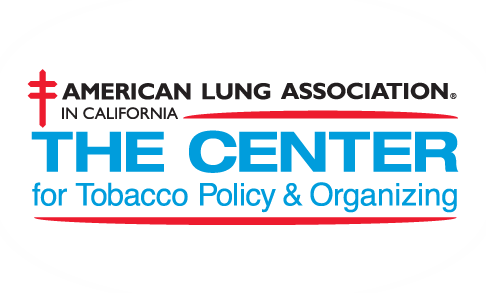 AMERICAN LUNG ASSOCIATION®
IN CALIFORNIA
THE CENTER
for Tobacco Policy & Organizing